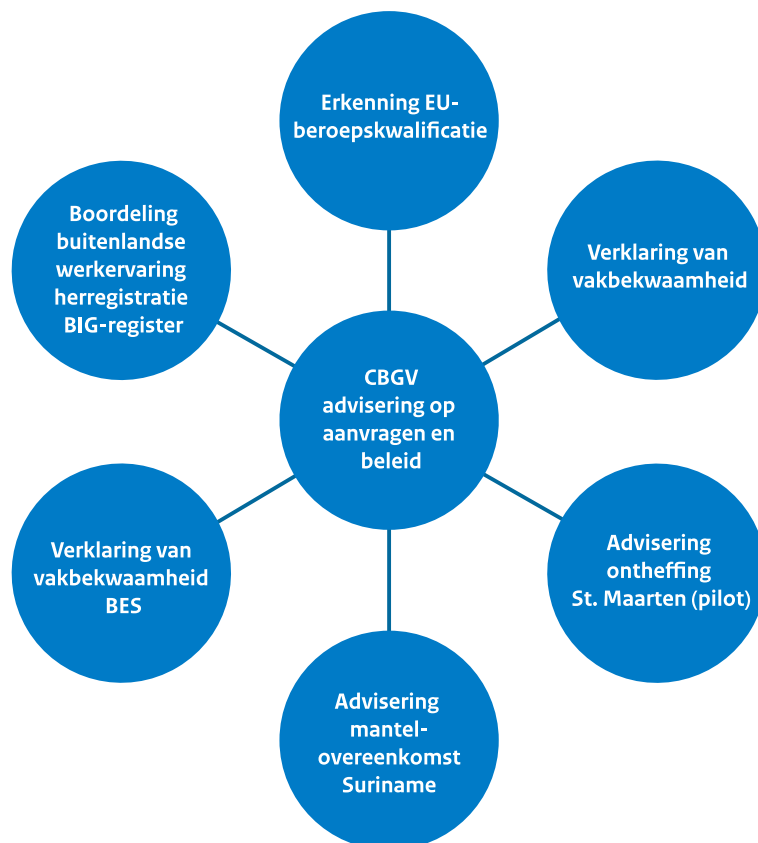 Erkenning EU-
beroepskwalificatie
Boordeling
buitenlandse
werkervaring
herregistratie
BIG-register
Verklaring van
vakbekwaamheid
CBGV
advisering op
aanvragen en
beleid
Verklaring van
vakbekwaamheid
BES
Advisering
ontheffing
St. Maarten (pilot)
Advisering
mantel-
overeenkomst
Suriname